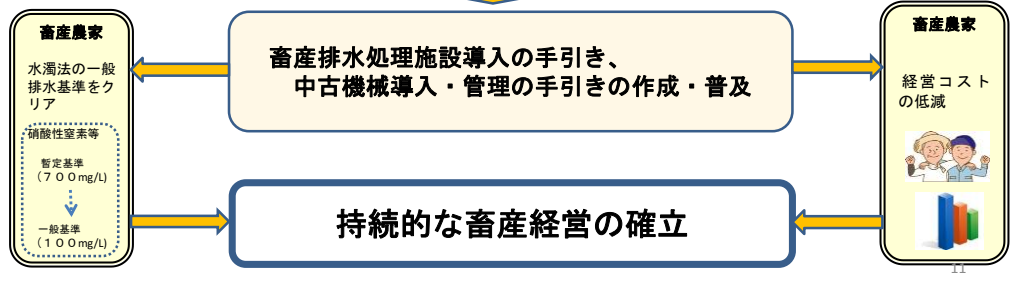 畜産農家
水濁法の一般
排水基準をク
リア
硝酸性窒素等
暫定基準
(７００mg/L)
一般基準
(１００mg/L)
畜産排水処理施設導入の手引き、
中古機械導入・管理の手引きの作成・普及
持続的な畜産経営の確立
畜産農家
経営コスト
の低減
11